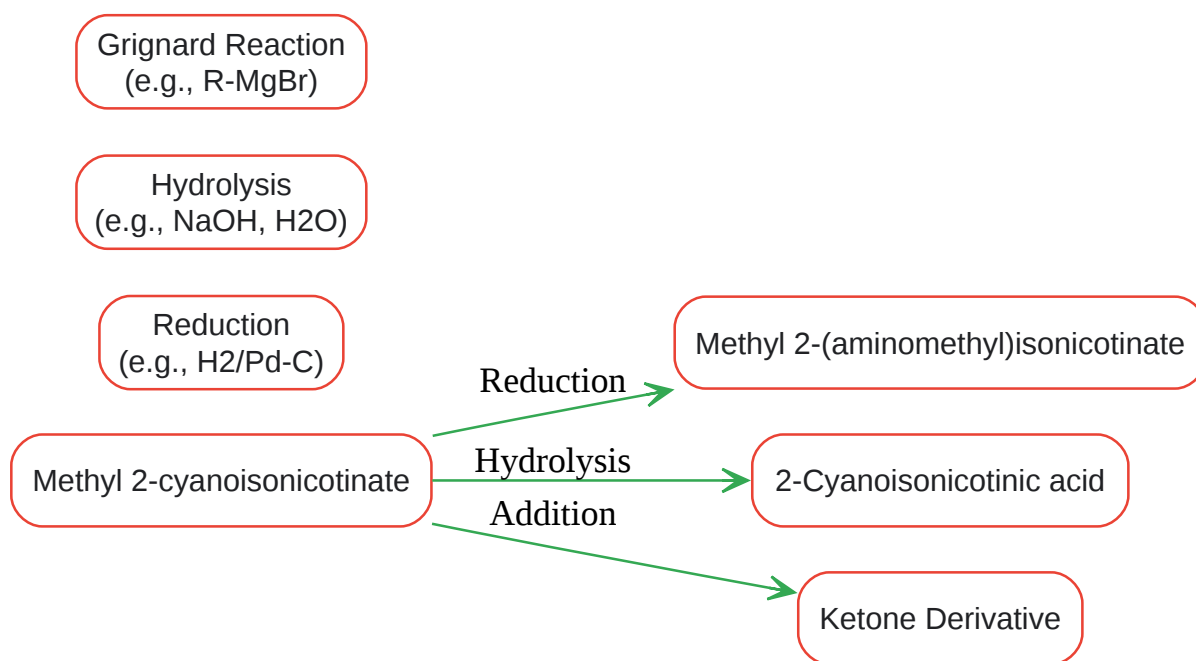 Grignard Reaction
(e.g., R-MgBr)
Hydrolysis
(e.g., NaOH, H2O)
Reduction
(e.g., H2/Pd-C)
Methyl 2-(aminomethyl)isonicotinate
Reduction
Methyl 2-cyanoisonicotinate
Hydrolysis
2-Cyanoisonicotinic acid
Addition
Ketone Derivative